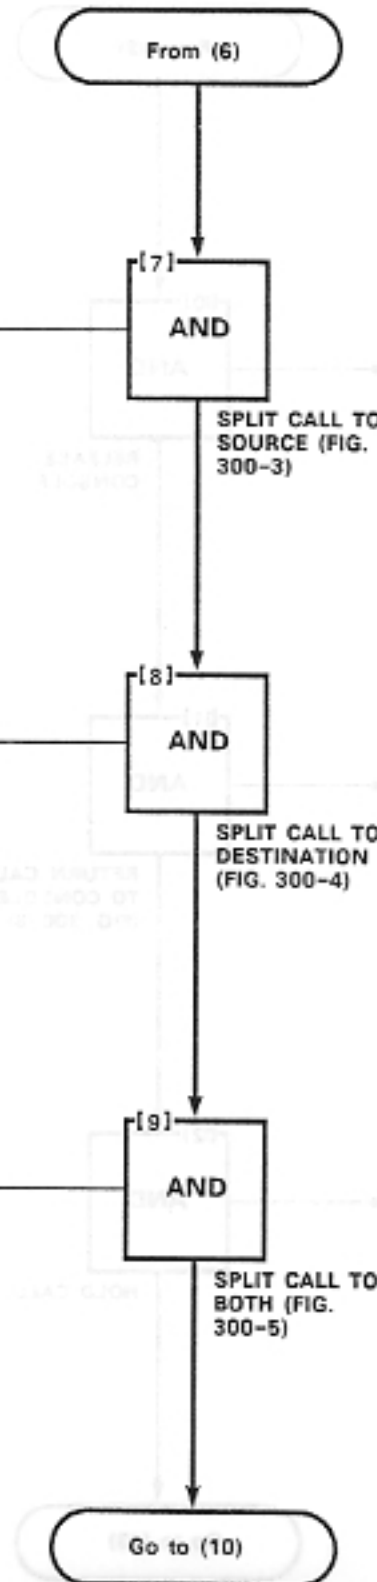 From (6)
[7]
AND
SPLIT CALL TO
SOURCE (FIG.
300-3)
[8]
AND
SPLIT CALL TO
DESTINATION
(FIG. 300-4)
[9]
AND
SPLIT CALL TO
BOTH (FIG.
300-5)
Go to (10)